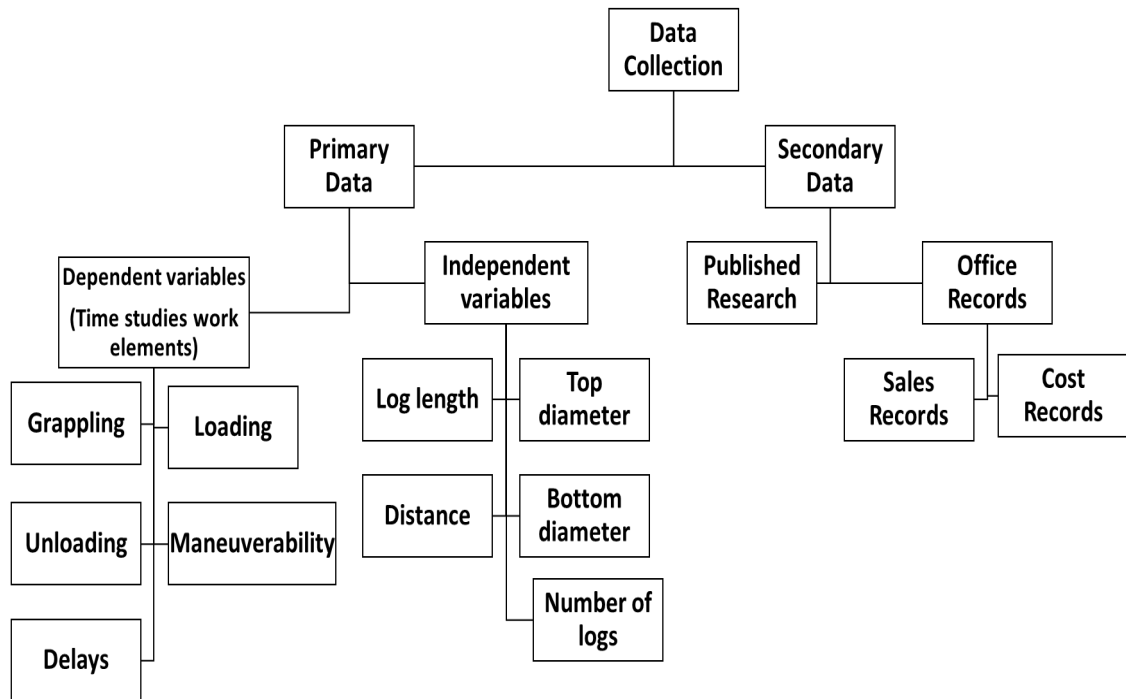 Data
Collection
Primary
Data
Secondary
Data
Dependent variables
(Time studies work
elements)
Independent
variables
Published
Research
Office
Records
Grappling
Loading
Unloading
Maneuverability
Delays
Log length
Top
diameter
Distance
Bottom
diameter
Number of
logs
Sales
Records
Cost
Records